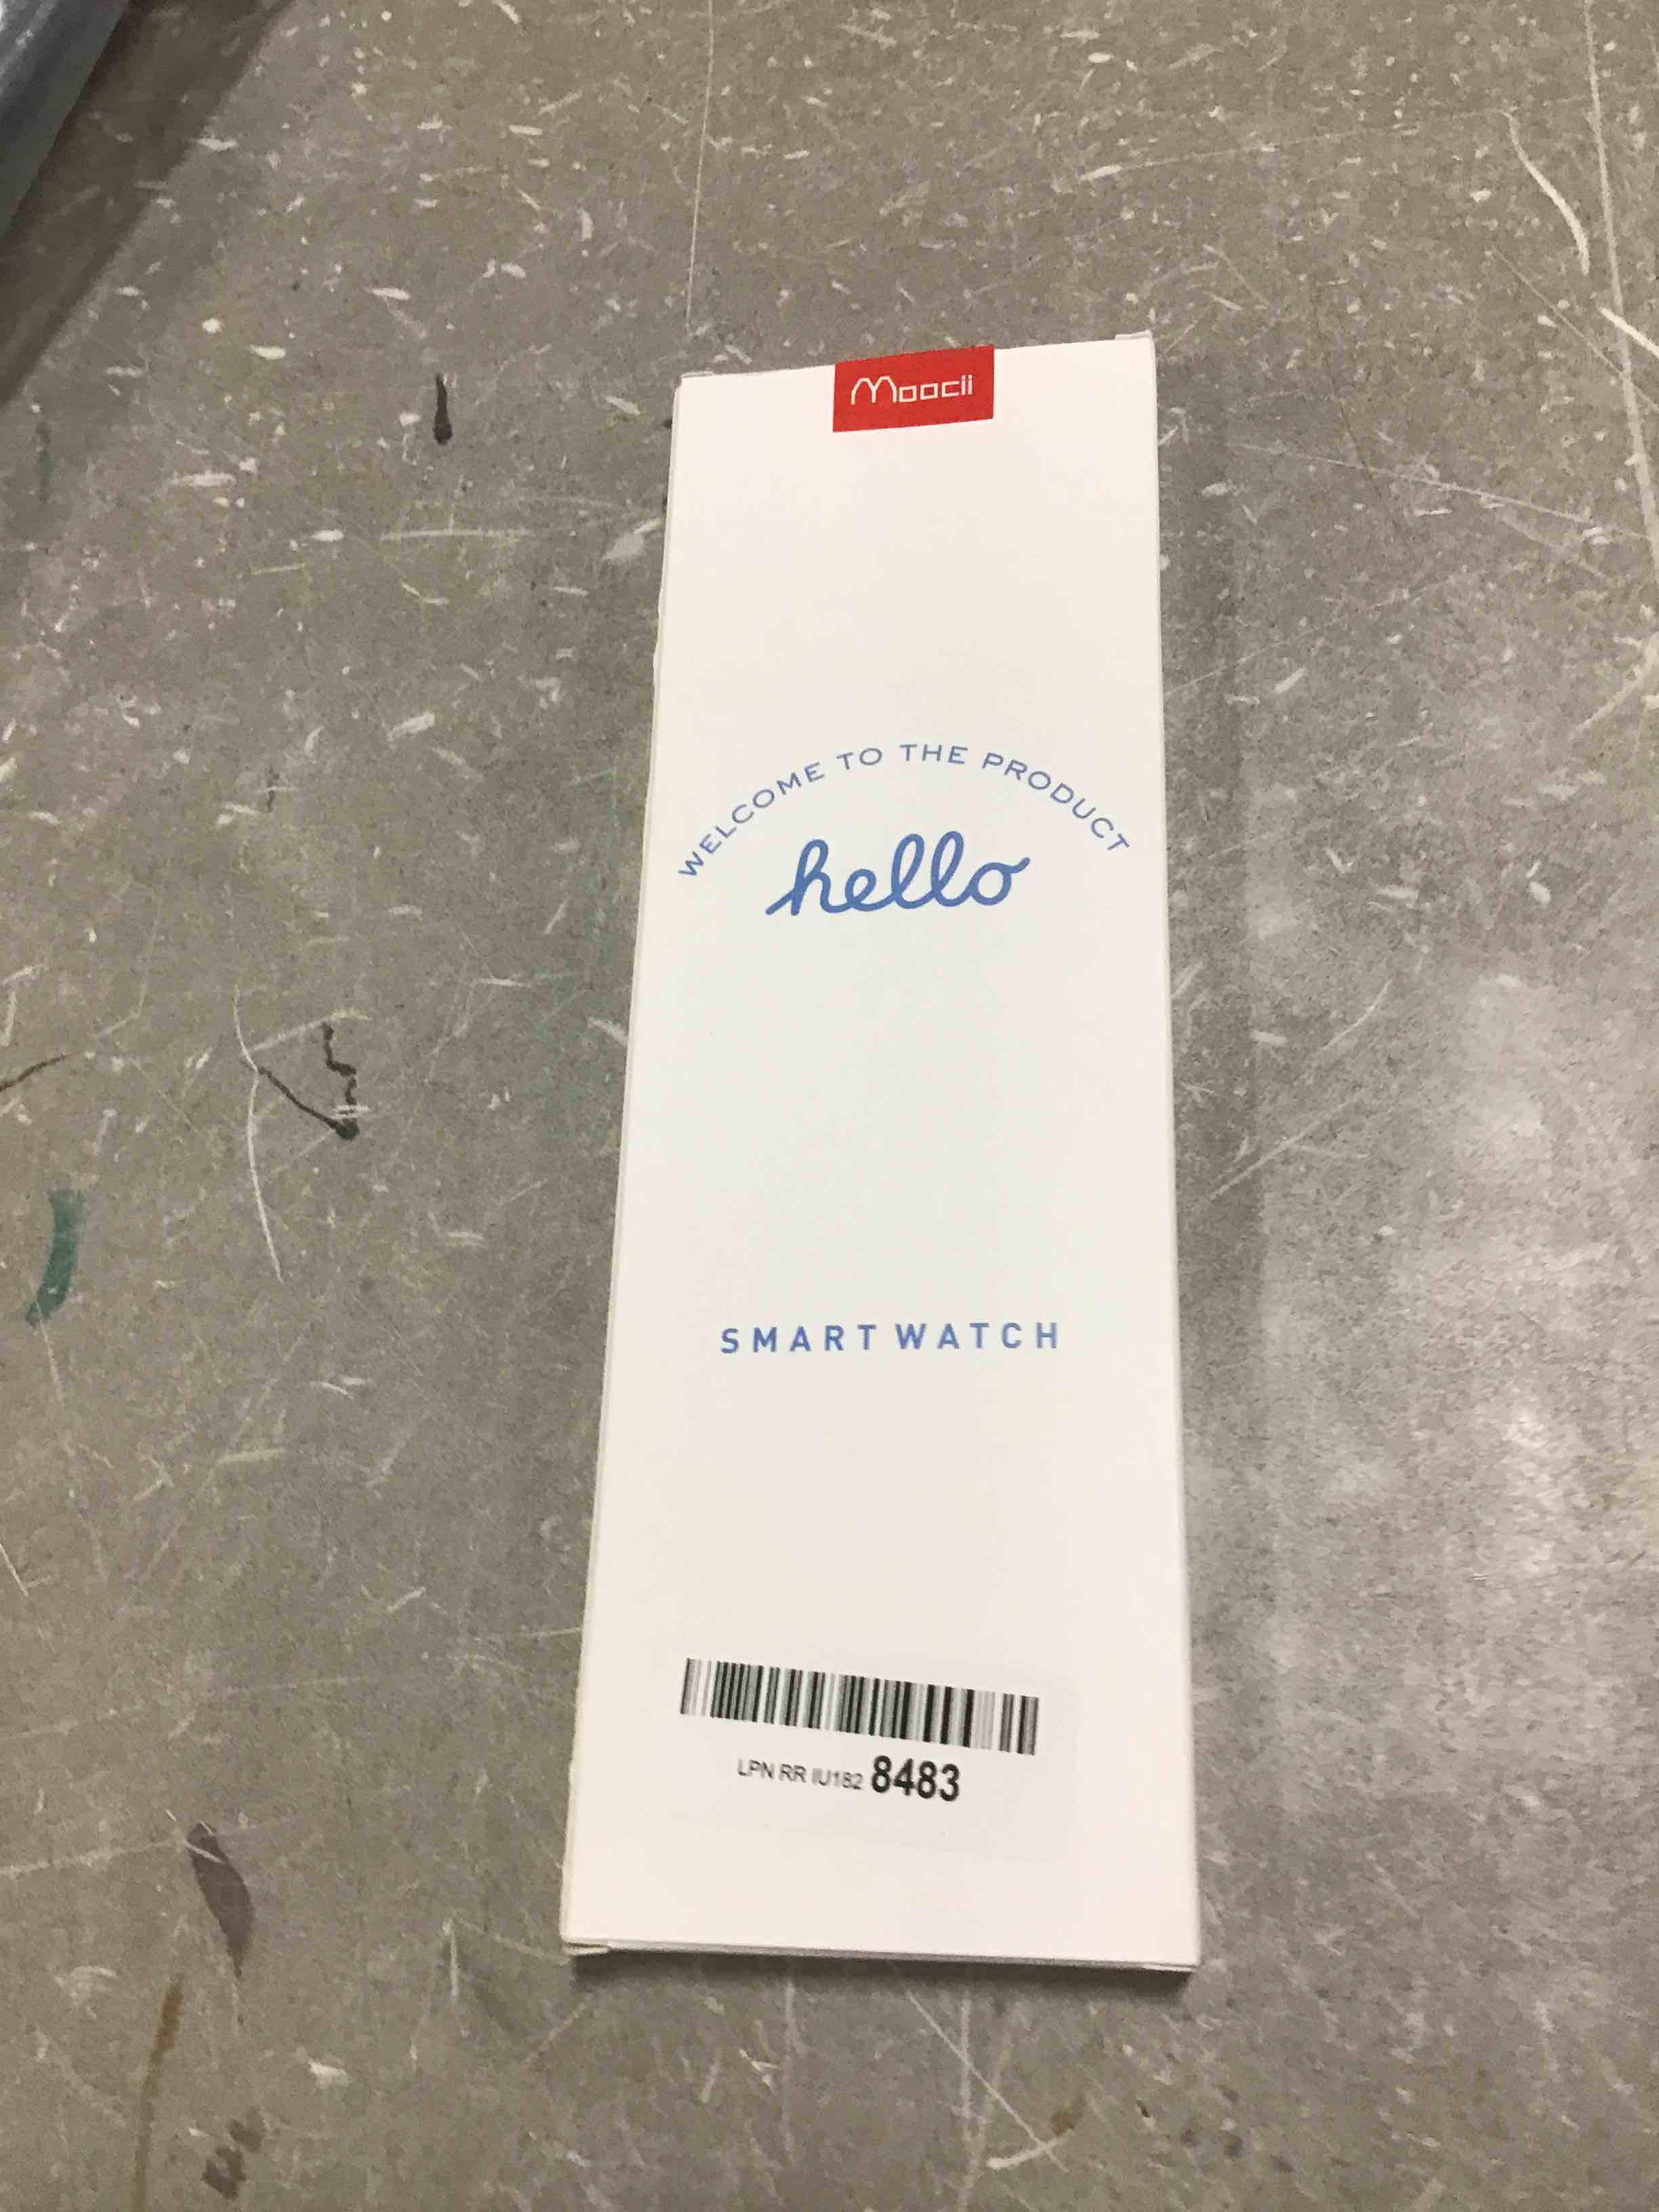 Moocii
WELCOME TO THE PRODUCT
hello
SMART WATCH
LPN RR IU182 8483